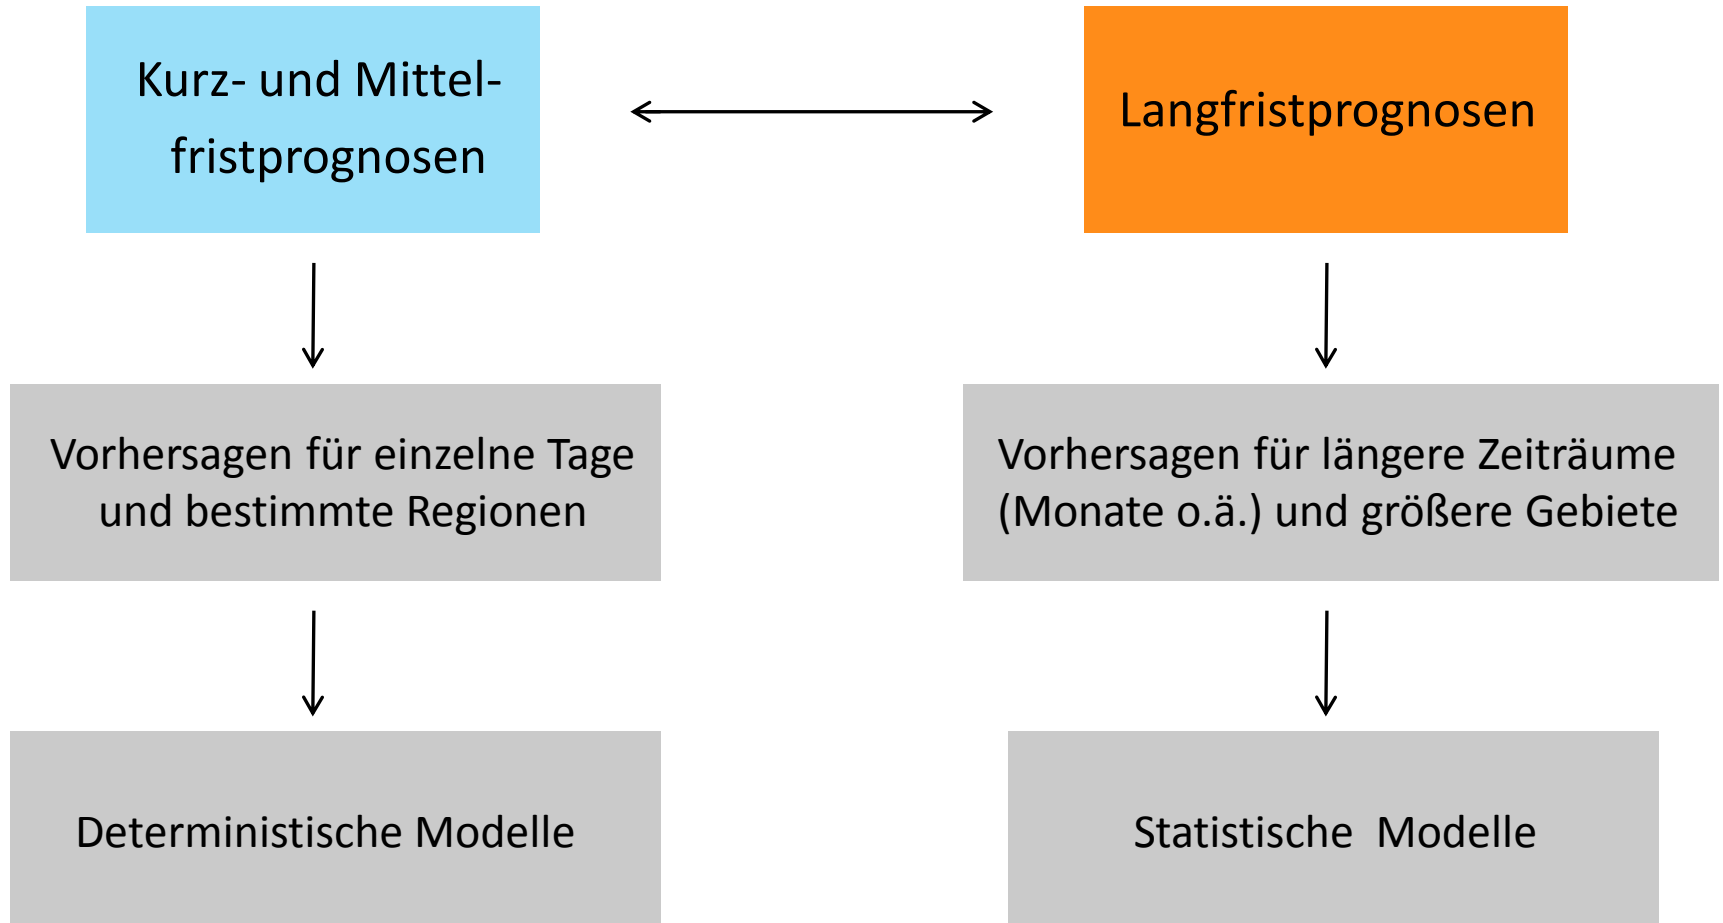 Kurz- und Mittel-
fristprognosen
Langfristprognosen
Vorhersagen für einzelne Tage
und bestimmte Regionen
Vorhersagen für längere Zeiträume
(Monate o.ä.) und größere Gebiete
Deterministische Modelle
Statistische Modelle